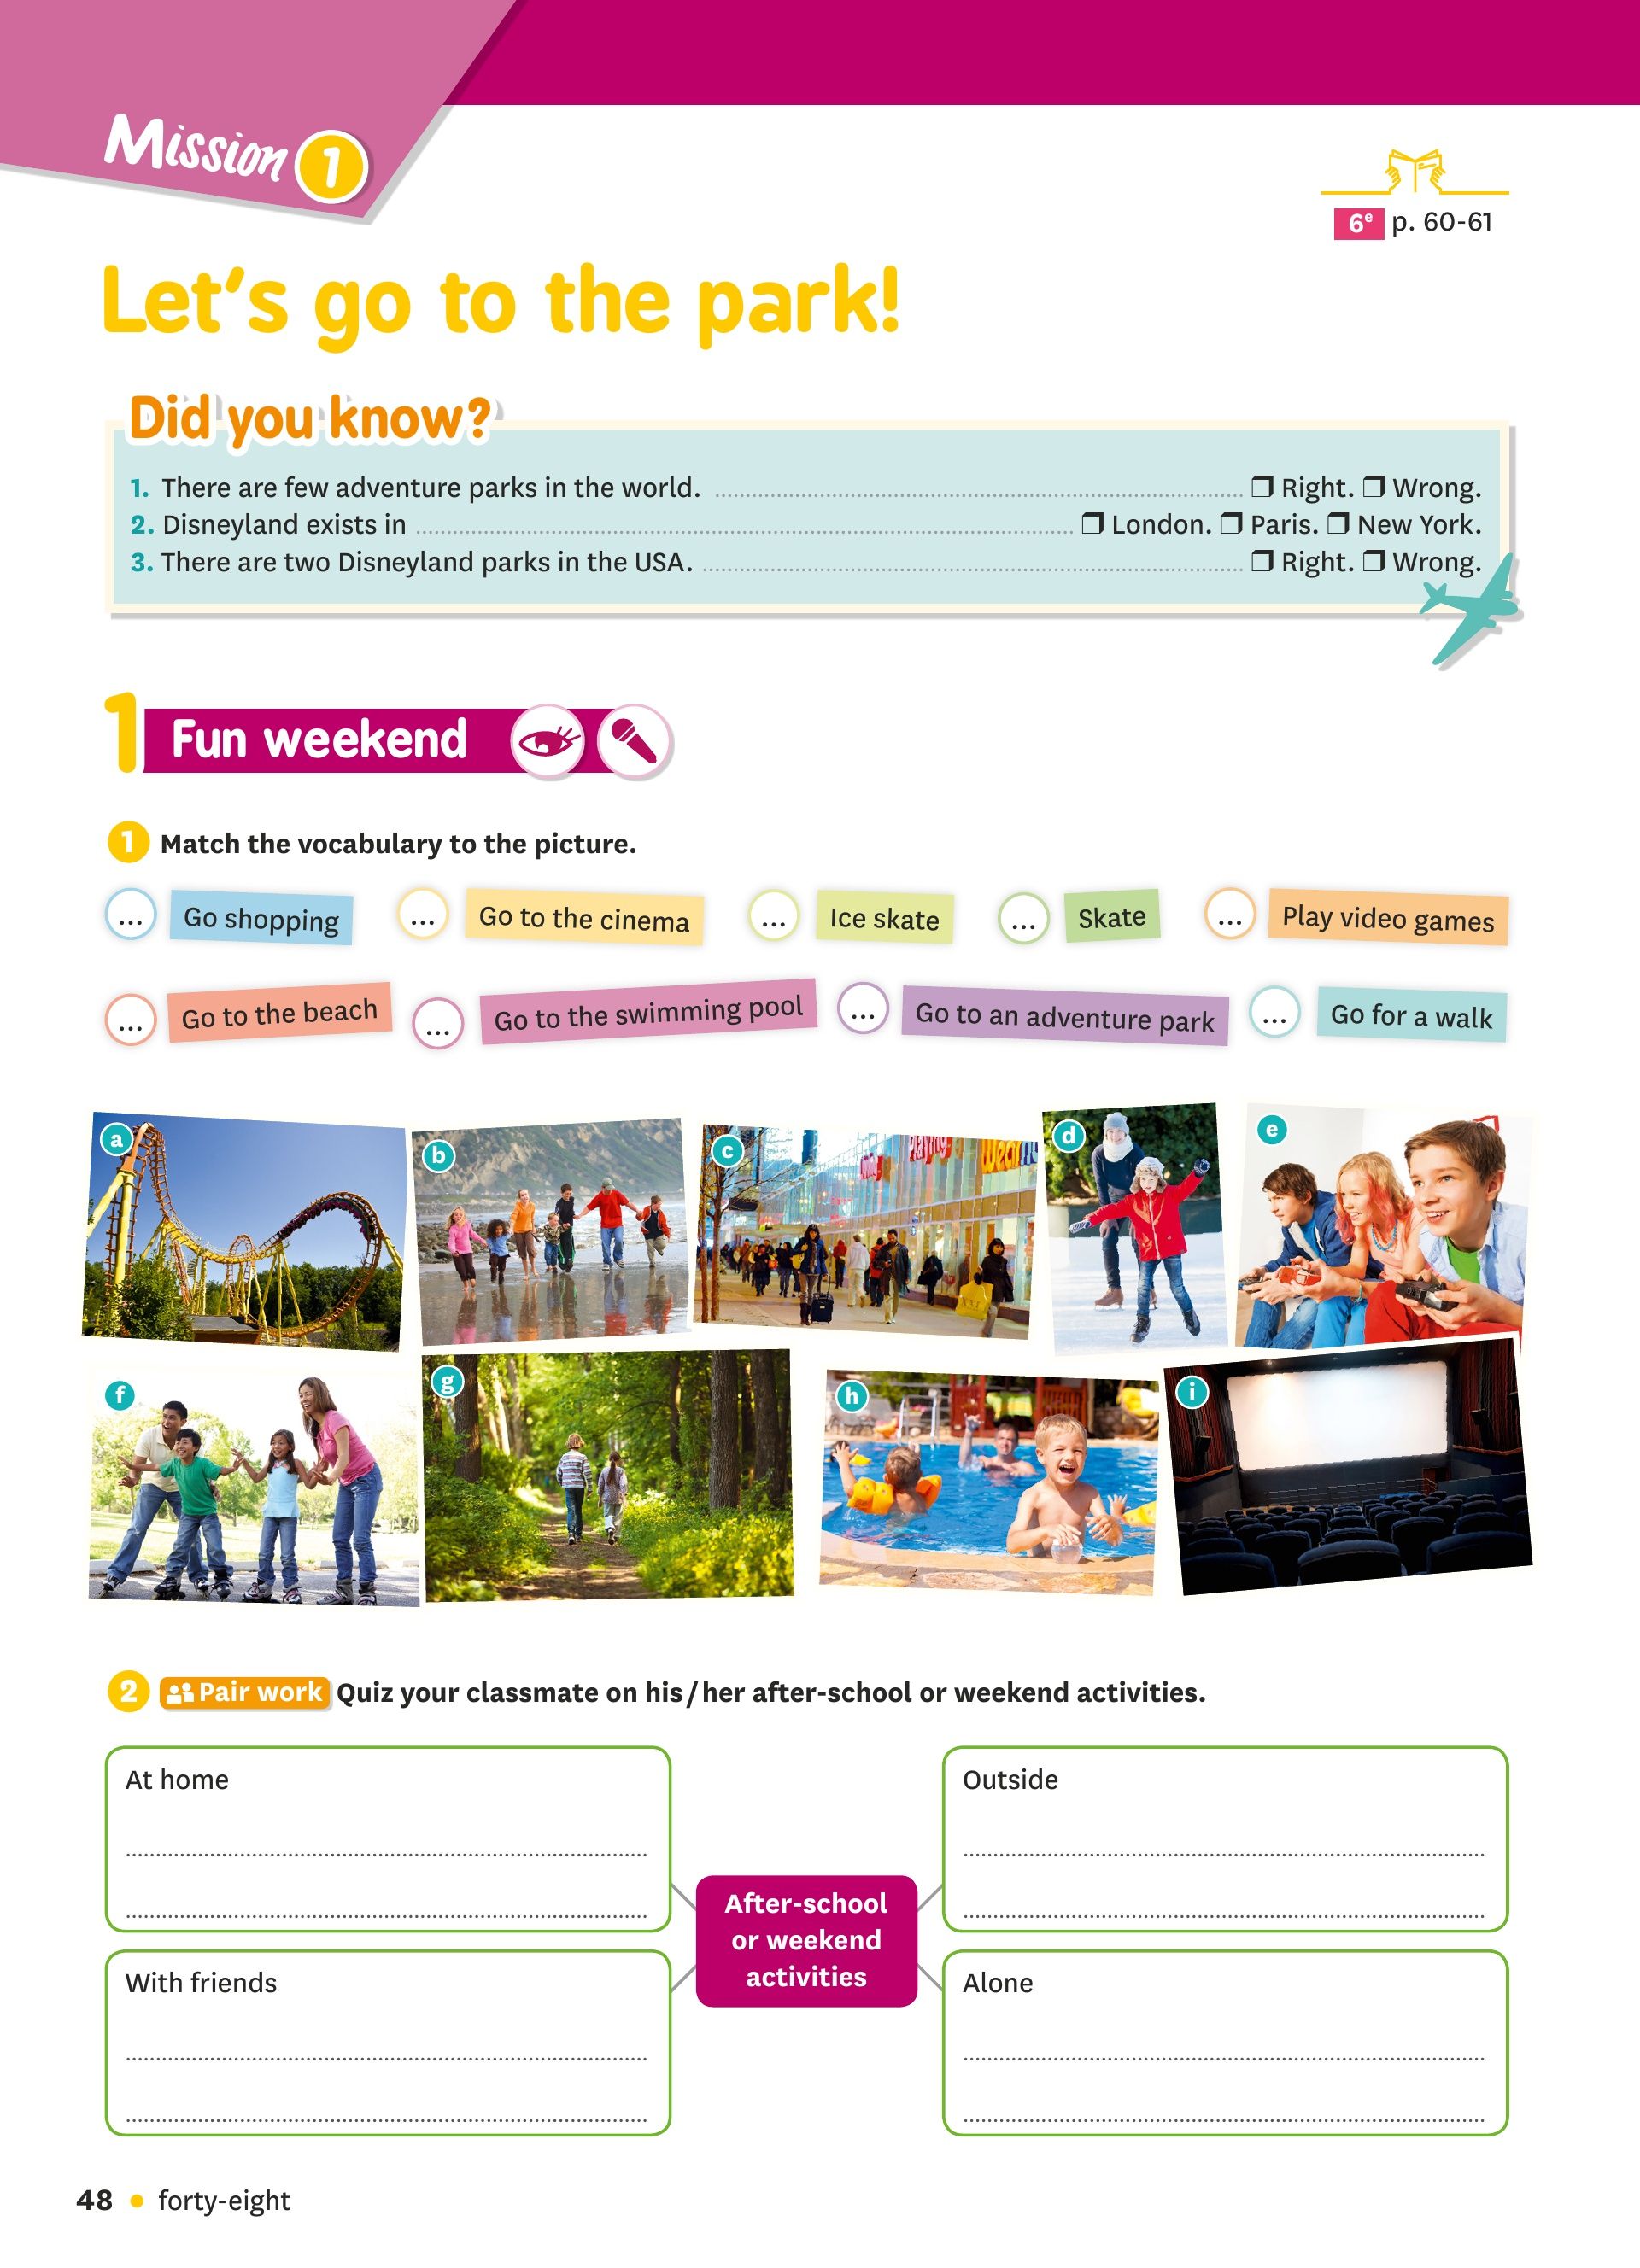 Mission 1
6e p. 60-61
Let's go to the park!
Did you know?
1. There are few adventure parks in the world. ❒ Right. ❒ Wrong.
2. Disneyland exists in ❒ London. ❒ Paris. ❒ New York.
3. There are two Disneyland parks in the USA. ❒ Right. ❒ Wrong.
1 Fun weekend
1 Match the vocabulary to the picture.
... Go shopping ... Go to the cinema ... Ice skate ... Skate ... Play video games
... Go to the beach ... Go to the swimming pool ... Go to an adventure park ... Go for a walk
a b c d e
Playing
f g h i
2 Pair work Quiz your classmate on his/her after-school or weekend activities.
At home
Outside
After-school
or weekend
activities
With friends
Alone
48 • forty-eight